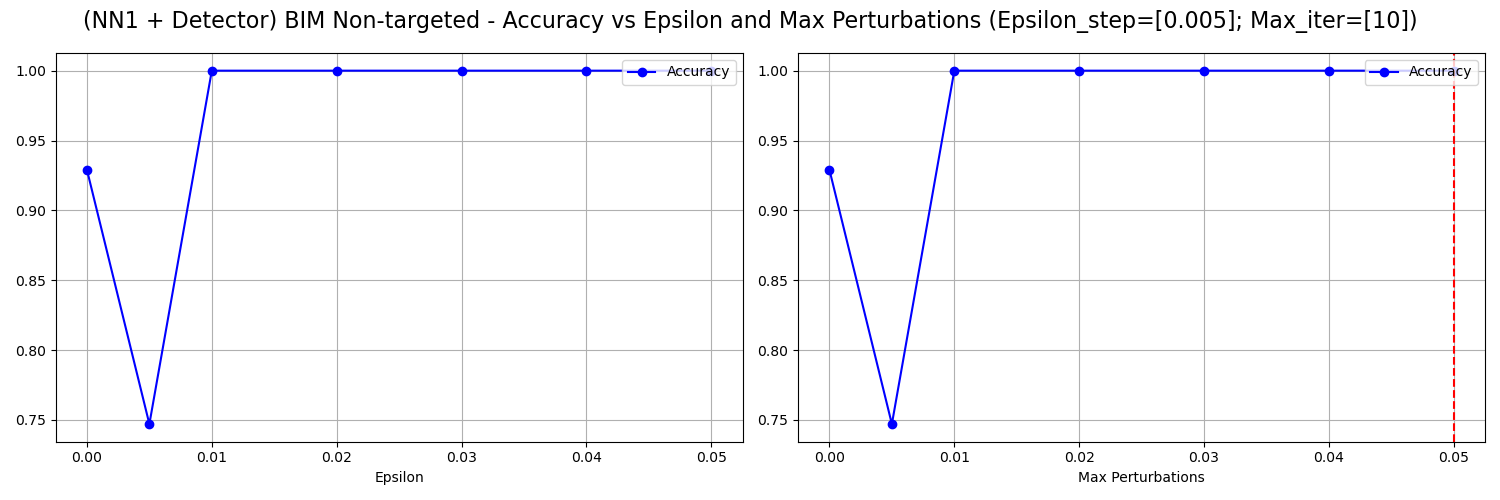 (NN1 + Detector) BIM Non-targeted - Accuracy vs Epsilon and Max Perturbations (Epsilon_step=[0.005]; Max_iter=[10])
1.00
0.95
0.90
0.85
0.80
0.75
Accuracy
0.00 0.01 0.02 0.03 0.04 0.05
Epsilon
1.00
0.95
0.90
0.85
0.80
0.75
Accuracy
0.00 0.01 0.02 0.03 0.04 0.05
Max Perturbations